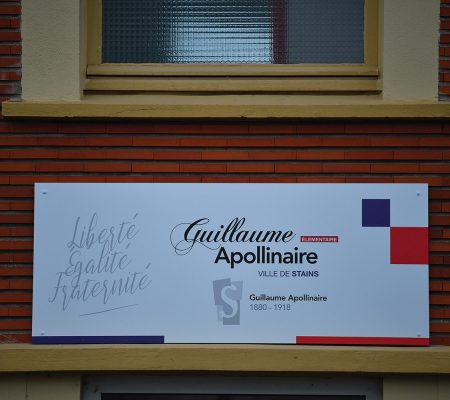 Liberté
Égalité
Fraternité
Guillaume
ÉLÉMENTAIRE
Apollinaire
VILLE DE STAINS
S
Guillaume Apollinaire
1880 - 1918